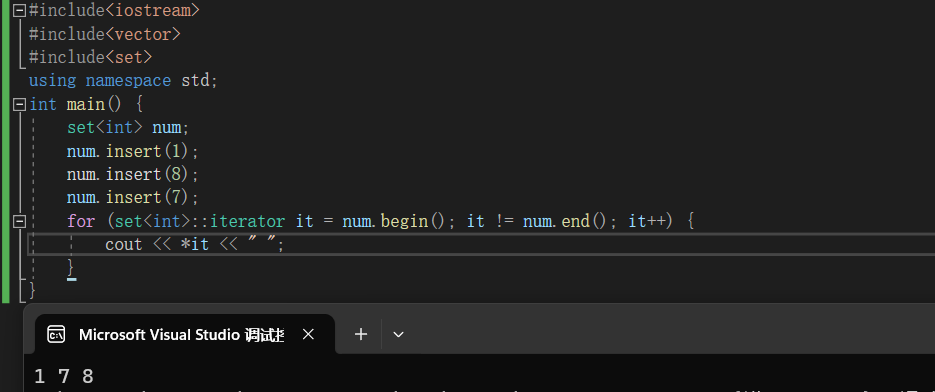 #include<iostream>
#include<vector>
#include<set>
using namespace std;
int main() {
set<int> num;
num.insert(1);
num.insert(8);
num.insert(7);
for (set<int>::iterator it = num.begin(); it != num.end(); it++) {
cout << *it << " ";
}
}
Microsoft Visual Studio 调试
1 7 8